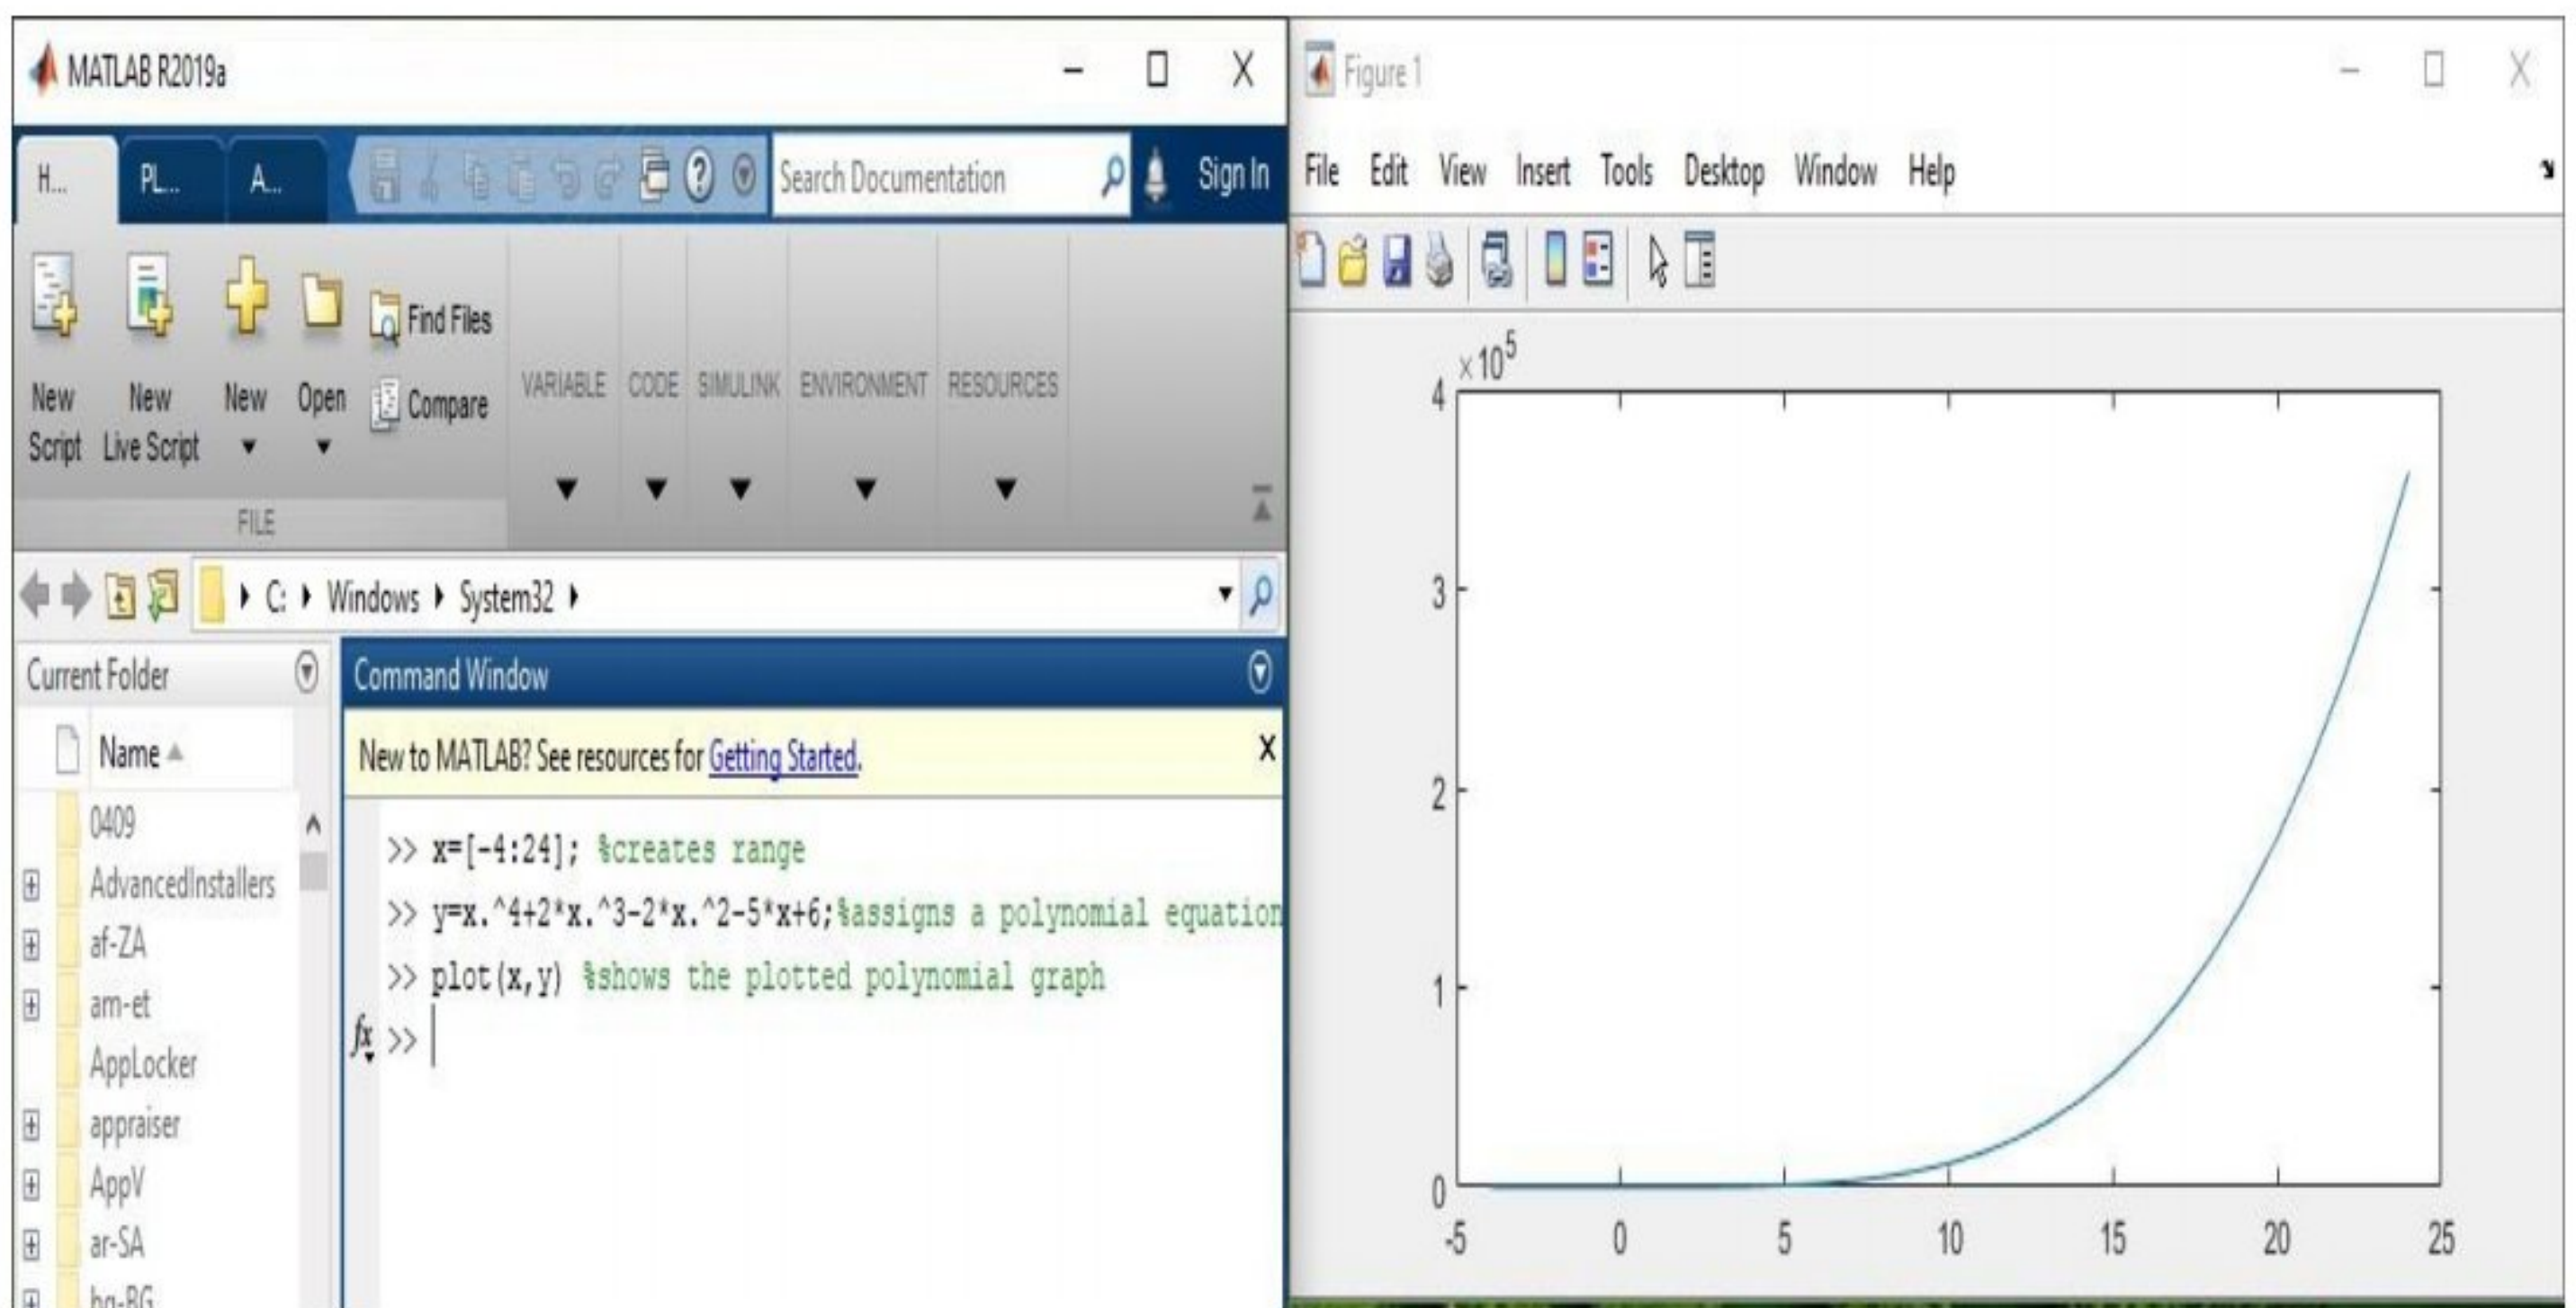 MATLAB R2019a
H... PL... A... Search Documentation Sign In
New Script
New Live Script
New
Open
Find Files
Compare
FILE
VARIABLE
CODE
SIMULINK
ENVIRONMENT
RESOURCES
C: Windows System32
Current Folder
Name
0409
AdvancedInstallers
af-ZA
am-et
AppLocker
appraiser
AppV
ar-SA
bg-BG
Command Window
New to MATLAB? See resources for Getting Started.
>> x=[-4:24]; %creates range
>> y=x.^4+2*x.^3-2*x.^2-5*x+6;%assigns a polynomial equation
>> plot(x,y) %shows the plotted polynomial graph
fx >>
Figure 1
File Edit View Insert Tools Desktop Window Help
×10^5
4
3
2
1
0
-5 0 5 10 15 20 25